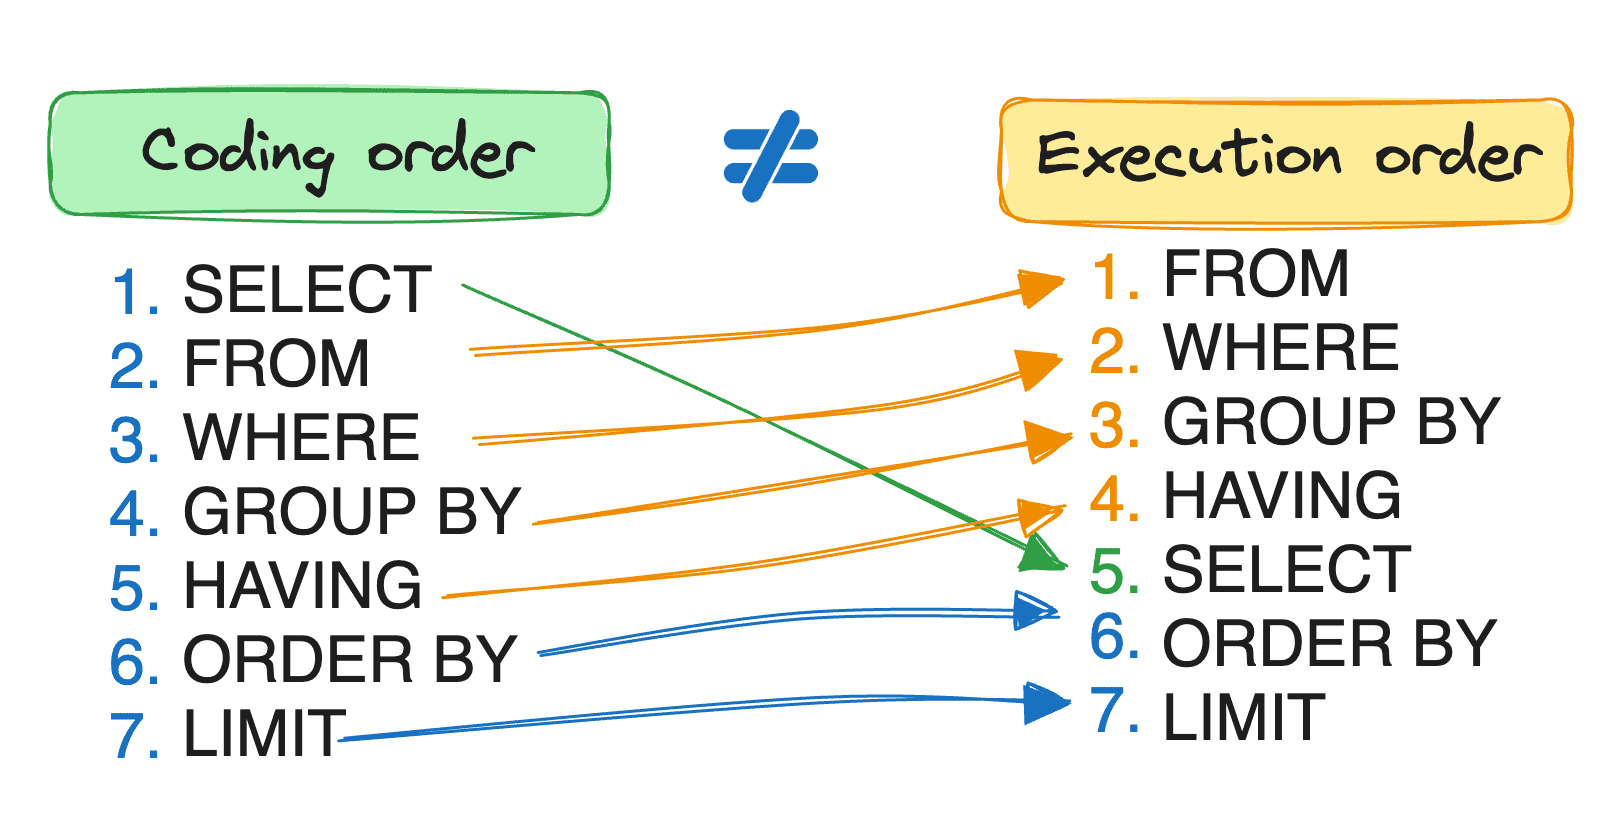 Coding order
≠
Execution order
1. SELECT
2. FROM
3. WHERE
4. GROUP BY
5. HAVING
6. ORDER BY
7. LIMIT
1. FROM
2. WHERE
3. GROUP BY
4. HAVING
5. SELECT
6. ORDER BY
7. LIMIT